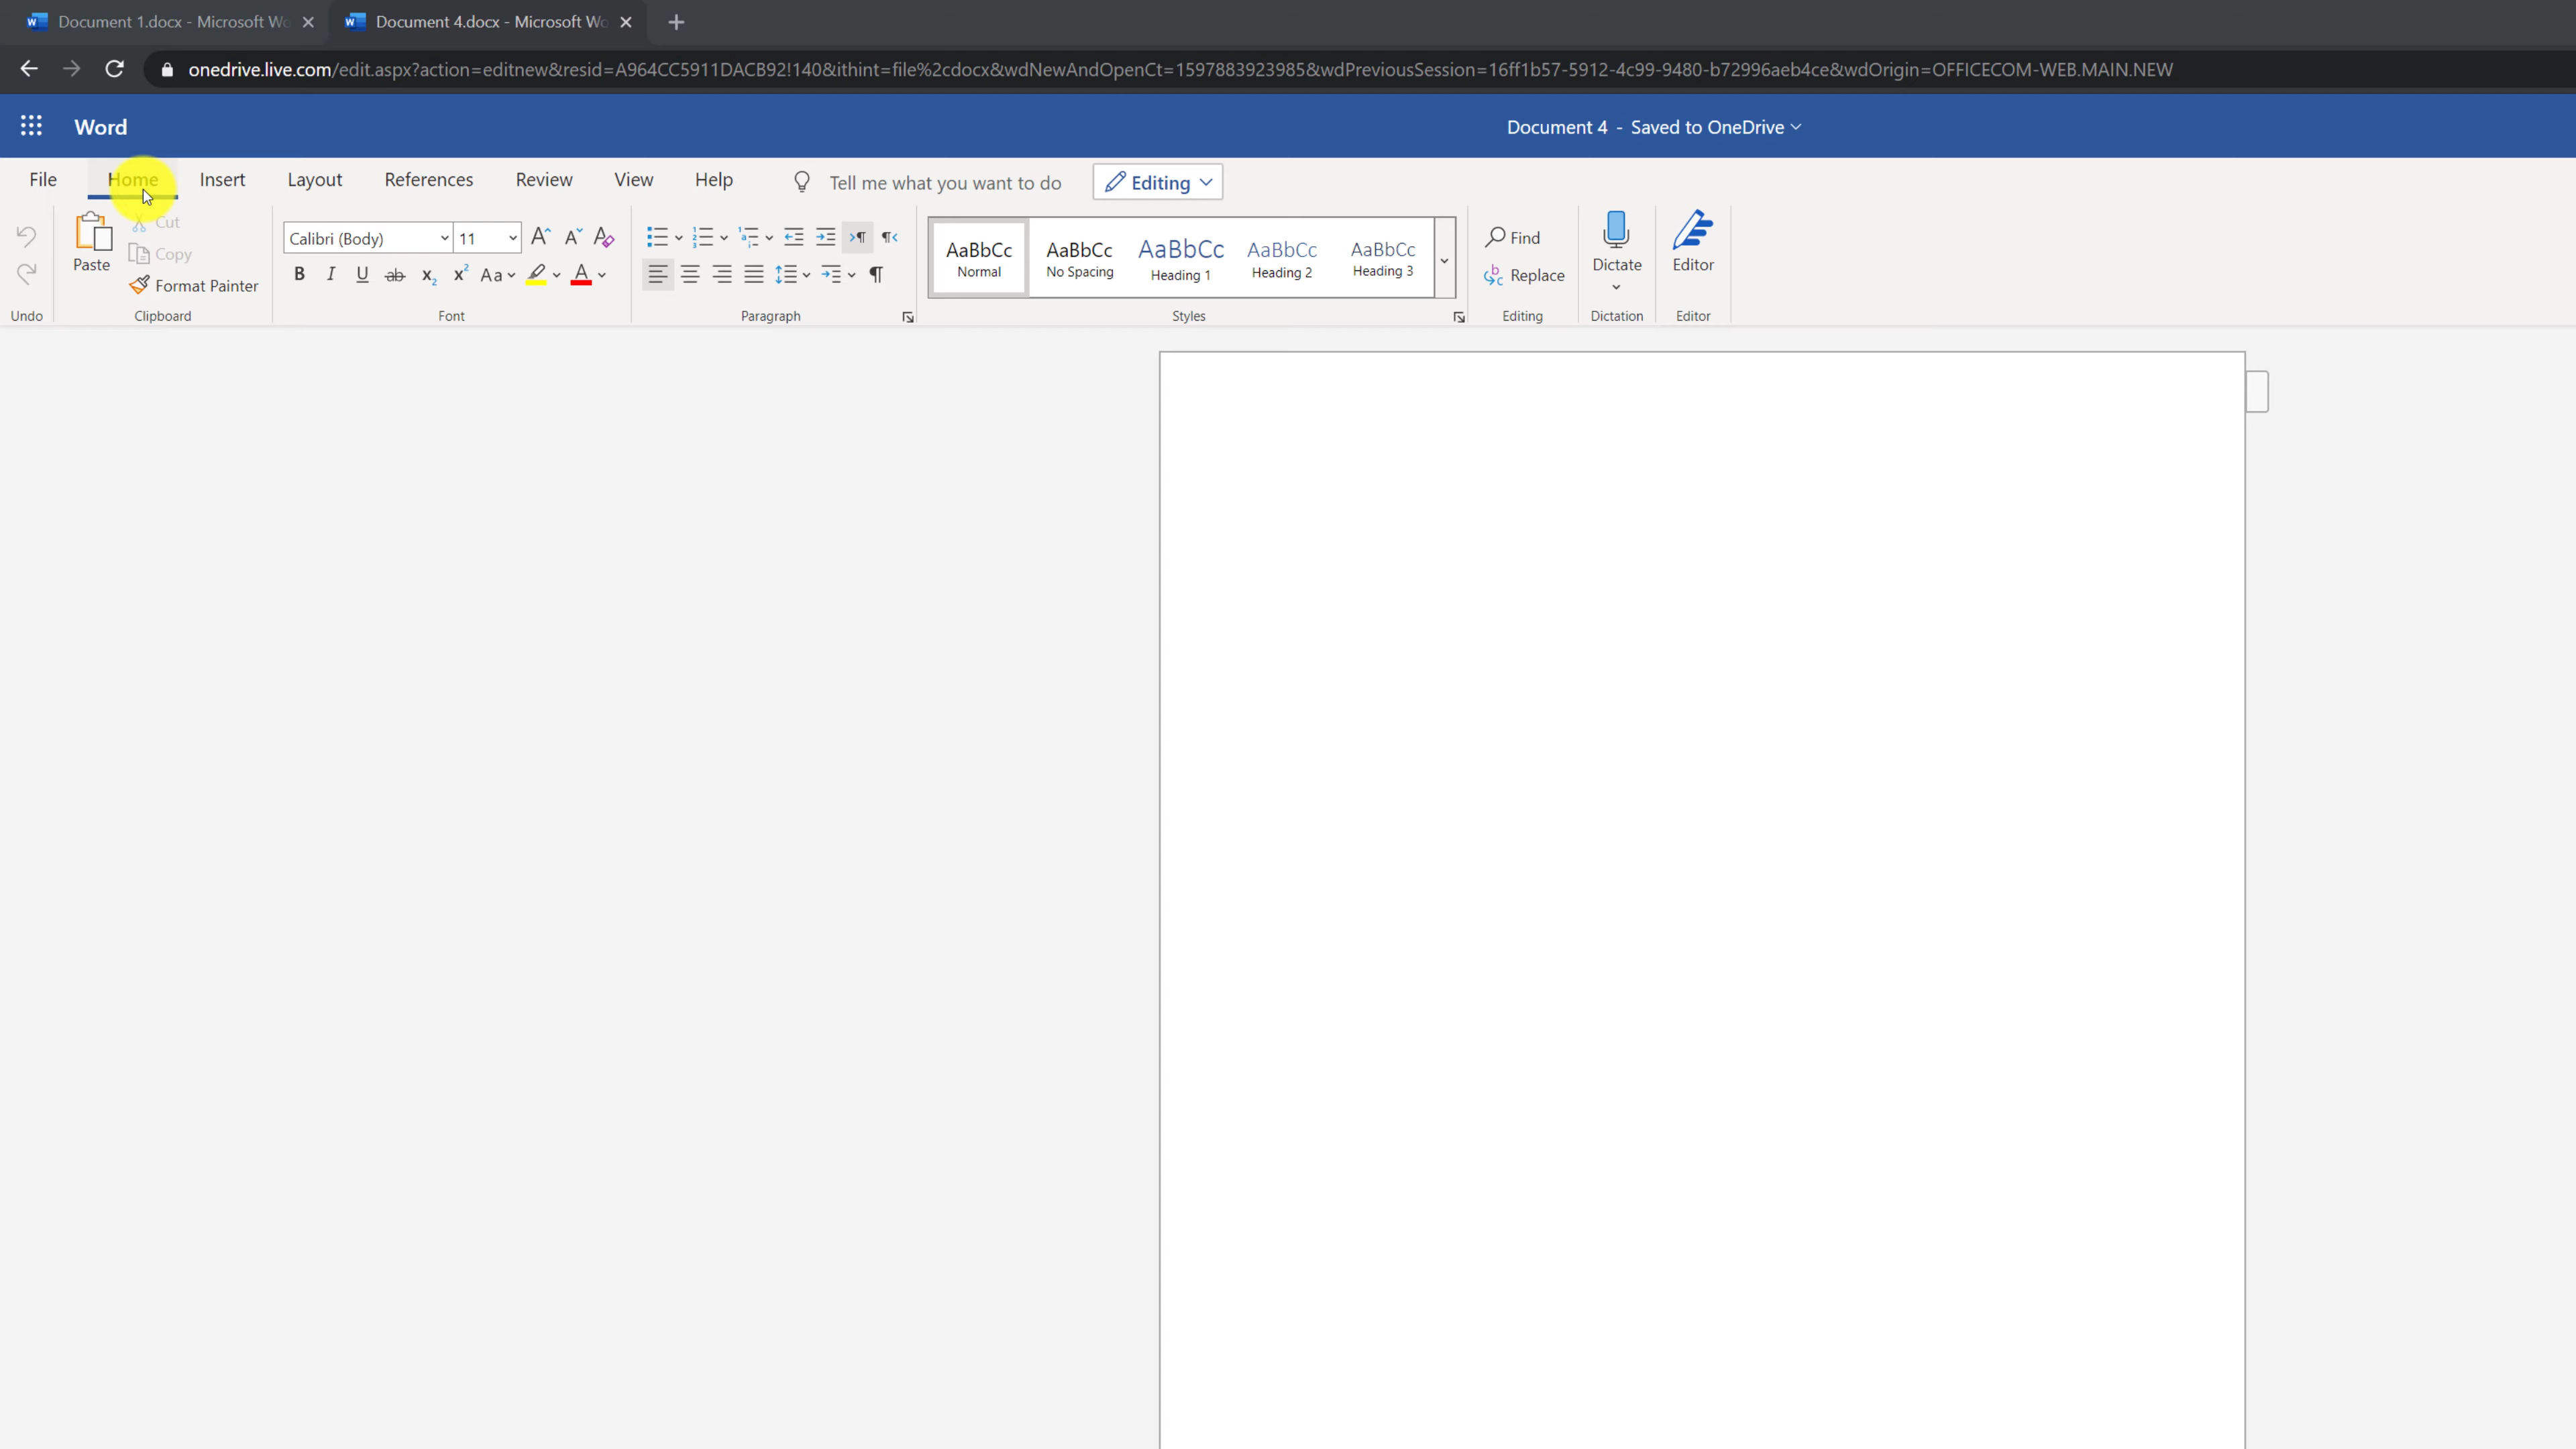 Document 1.docx - Microsoft Wo
Document 4.docx - Microsoft Wo
onedrive.live.com/edit.aspx?action=editnew&resid=A964CC5911DACB92!140&ithint=file%2cdocx&wdNewAndOpenCt=1597883923985&wdPreviousSession=16ff1b57-5912-4c99-9480-b72996aeb4ce&wdOrigin=OFFICECOM-WEB.MAIN.NEW
Word
Document 4 - Saved to OneDrive
File Home Insert Layout References Review View Help Tell me what you want to do Editing
Paste
Cut
Copy
Format Painter
Calibri (Body) 11
B I U ab x2 x2 Aa A
AaBbCc AaBbCc AaBbCc AaBbCc AaBbCc
Normal No Spacing Heading 1 Heading 2 Heading 3
Find
Replace
Dictate
Editor
Undo Clipboard Font Paragraph Styles Editing Dictation Editor